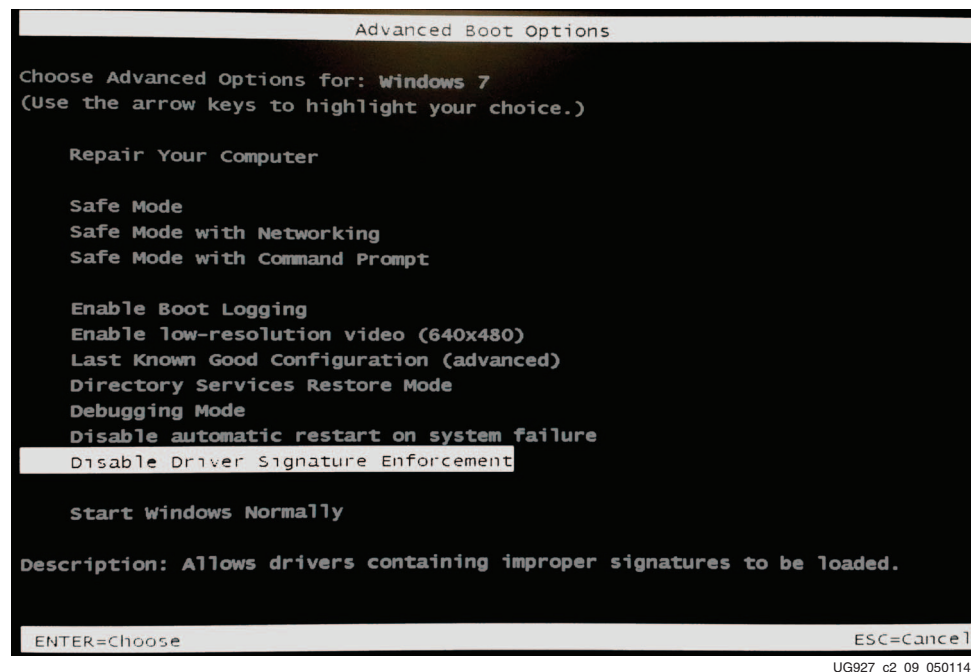 Advanced Boot Options
Choose Advanced Options for: Windows 7
(Use the arrow keys to highlight your choice.)
Repair Your Computer
Safe Mode
Safe Mode with Networking
Safe Mode with Command Prompt
Enable Boot Logging
Enable low-resolution video (640x480)
Last Known Good Configuration (advanced)
Directory Services Restore Mode
Debugging Mode
Disable automatic restart on system failure
Disable Driver Signature Enforcement
Start Windows Normally
Description: Allows drivers containing improper signatures to be loaded.
ENTER=Choose ESC=Cancel
UG927_c2_09_050114